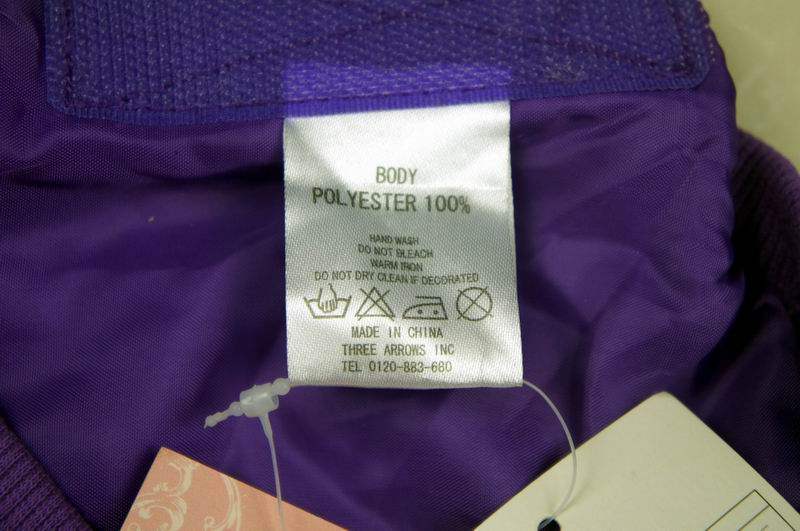 BODY
POLYESTER 100%
HAND WASH
DO NOT BLEACH
WARM IRON
DO NOT DRY CLEAN IF DECORATED
MADE IN CHINA
THREE ARROWS INC
TEL 0120-883-680